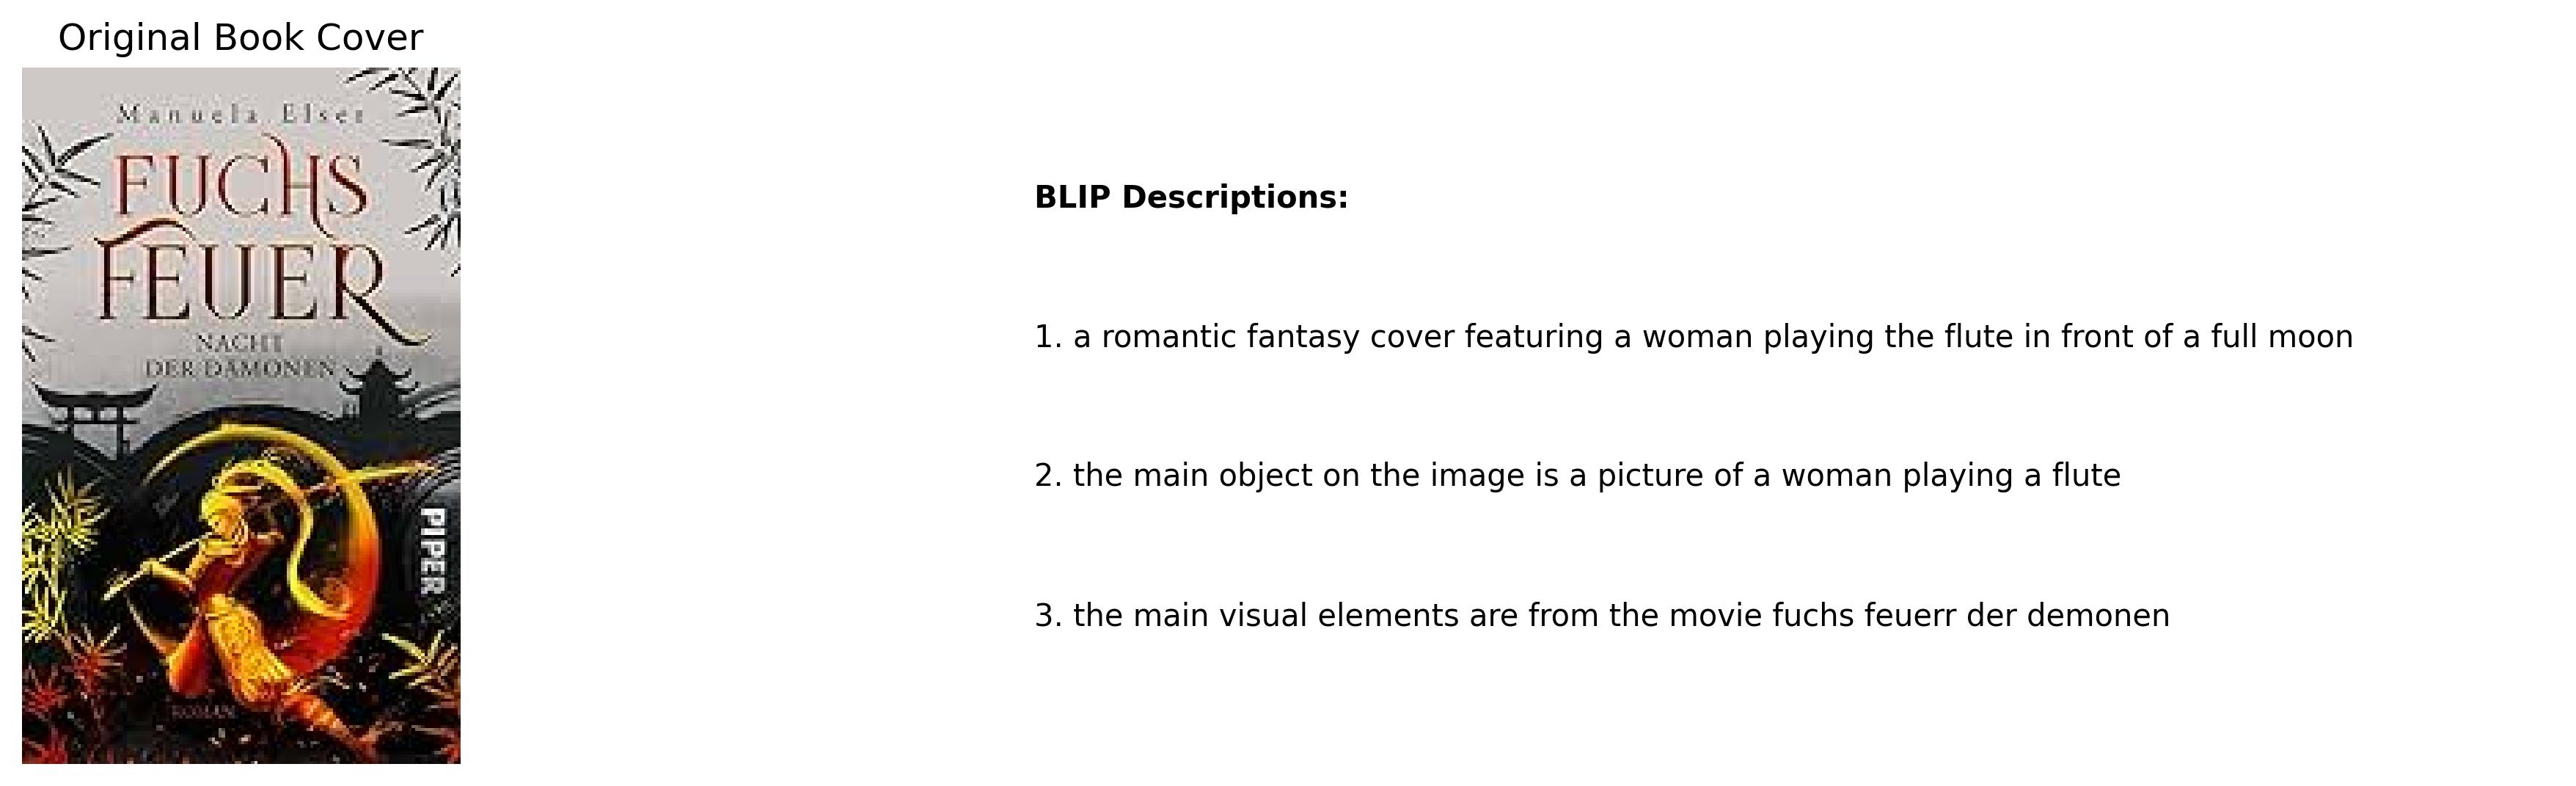 Original Book Cover
Manuela Elser
FUCHS
FEUER
NACHT
DER DÄMONEN
PIPER
ROMAN
BLIP Descriptions:
1. a romantic fantasy cover featuring a woman playing the flute in front of a full moon
2. the main object on the image is a picture of a woman playing a flute
3. the main visual elements are from the movie fuchs feuerr der demonen